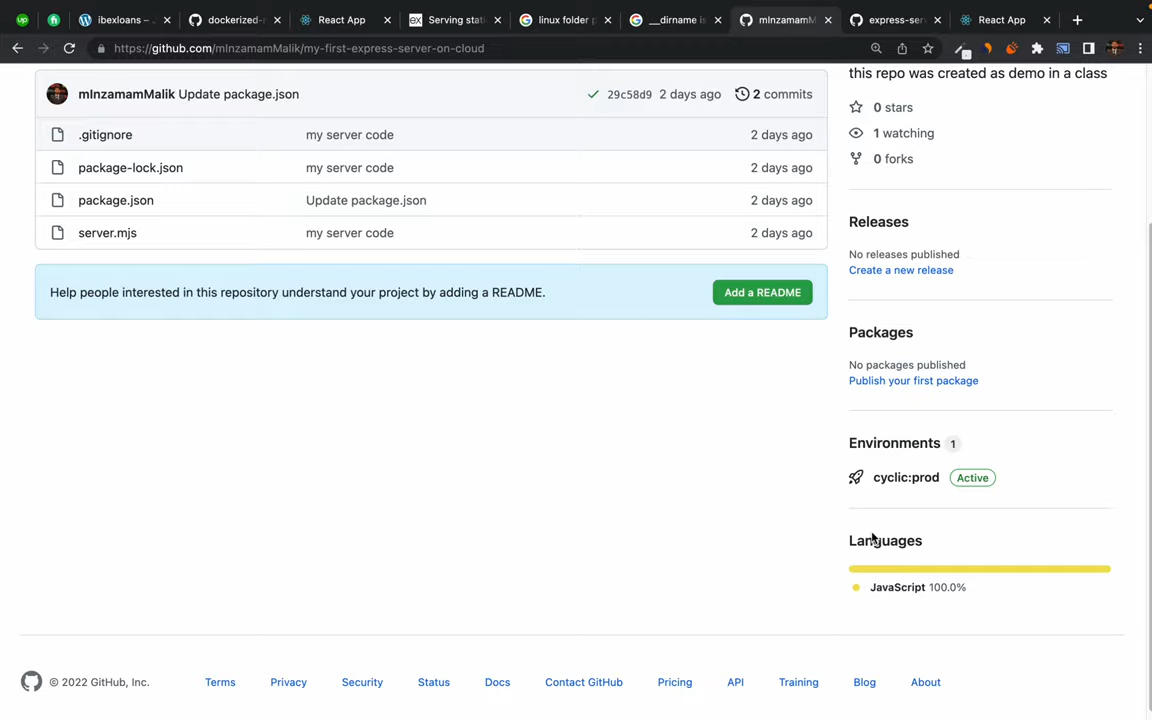 ibexloans – .
dockerized-
React App
EX Serving stati
linux folder p
__dirname is
mInzamamM
express-ser
React App
https://github.com/mInzamamMalik/my-first-express-server-on-cloud
mInzamamMalik Update package.json 29c58d9 2 days ago 2 commits
.gitignore my server code 2 days ago
package-lock.json my server code 2 days ago
package.json Update package.json 2 days ago
server.mjs my server code 2 days ago
Help people interested in this repository understand your project by adding a README. Add a README
this repo was created as demo in a class
0 stars
1 watching
0 forks
Releases
No releases published
Create a new release
Packages
No packages published
Publish your first package
Environments 1
cyclic:prod Active
Languages
JavaScript 100.0%
© 2022 GitHub, Inc. Terms Privacy Security Status Docs Contact GitHub Pricing API Training Blog About